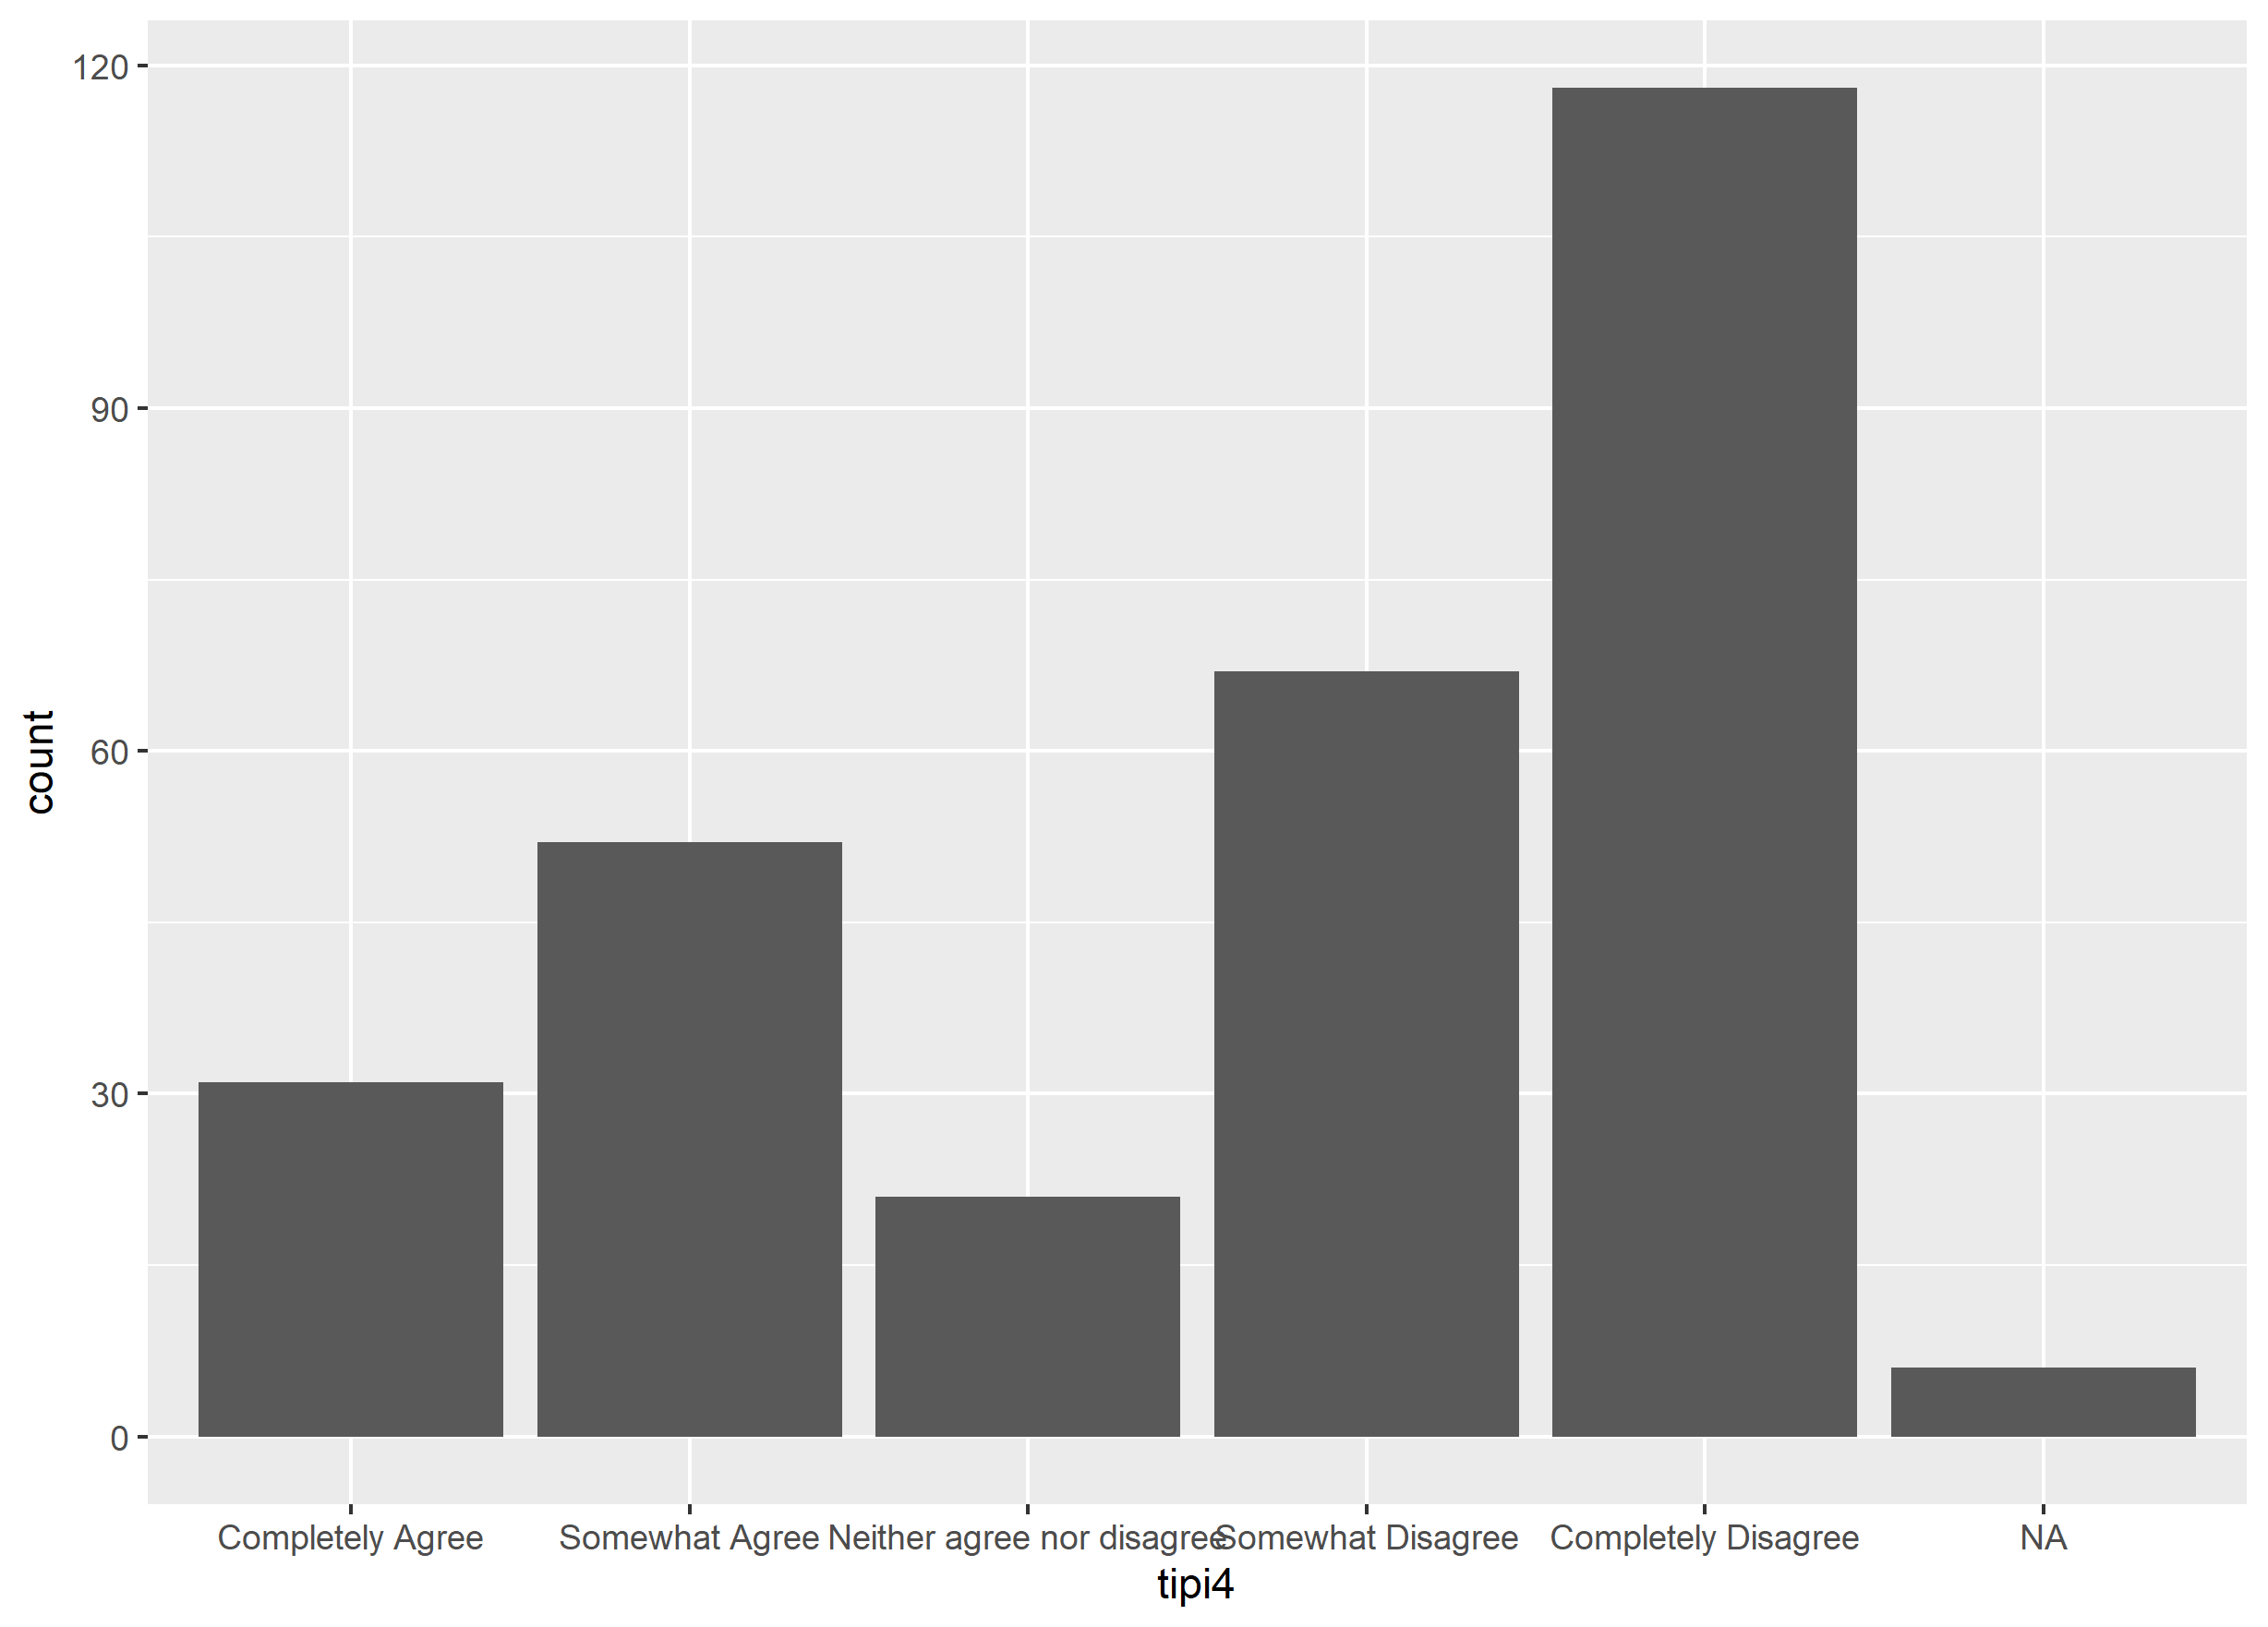 120
90
60
30
0
count
Completely Agree
Somewhat Agree
Neither agree nor disagree
Somewhat Disagree
Completely Disagree
NA
tipi4